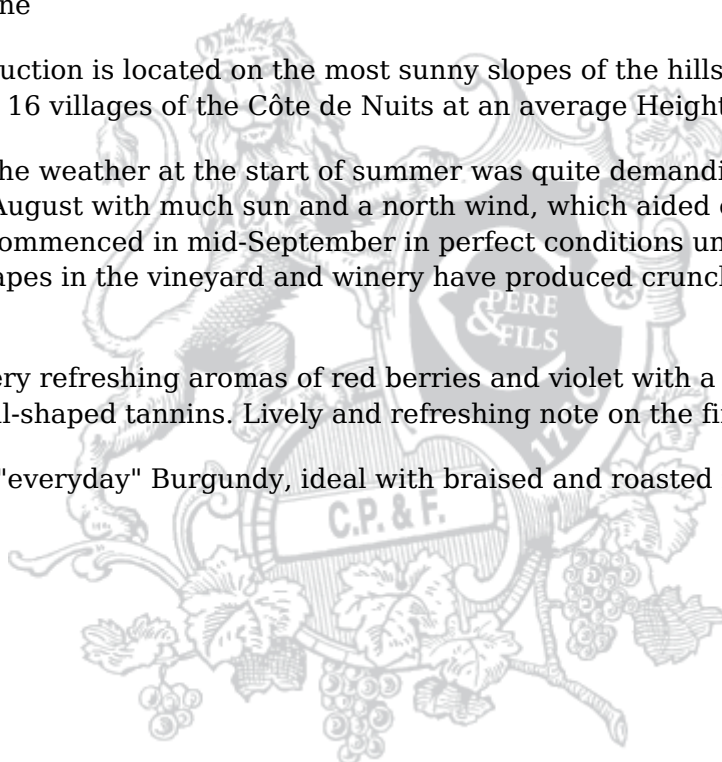 ne
uction is located on the most sunny slopes of the hills
16 villages of the Côte de Nuits at an average Height
he weather at the start of summer was quite demandi
August with much sun and a north wind, which aided
ommenced in mid-September in perfect conditions un
apes in the vineyard and winery have produced crunc
PÈRE
& FILS
ery refreshing aromas of red berries and violet with a
l-shaped tannins. Lively and refreshing note on the fi
"everyday" Burgundy, ideal with braised and roasted
C.P. & F.